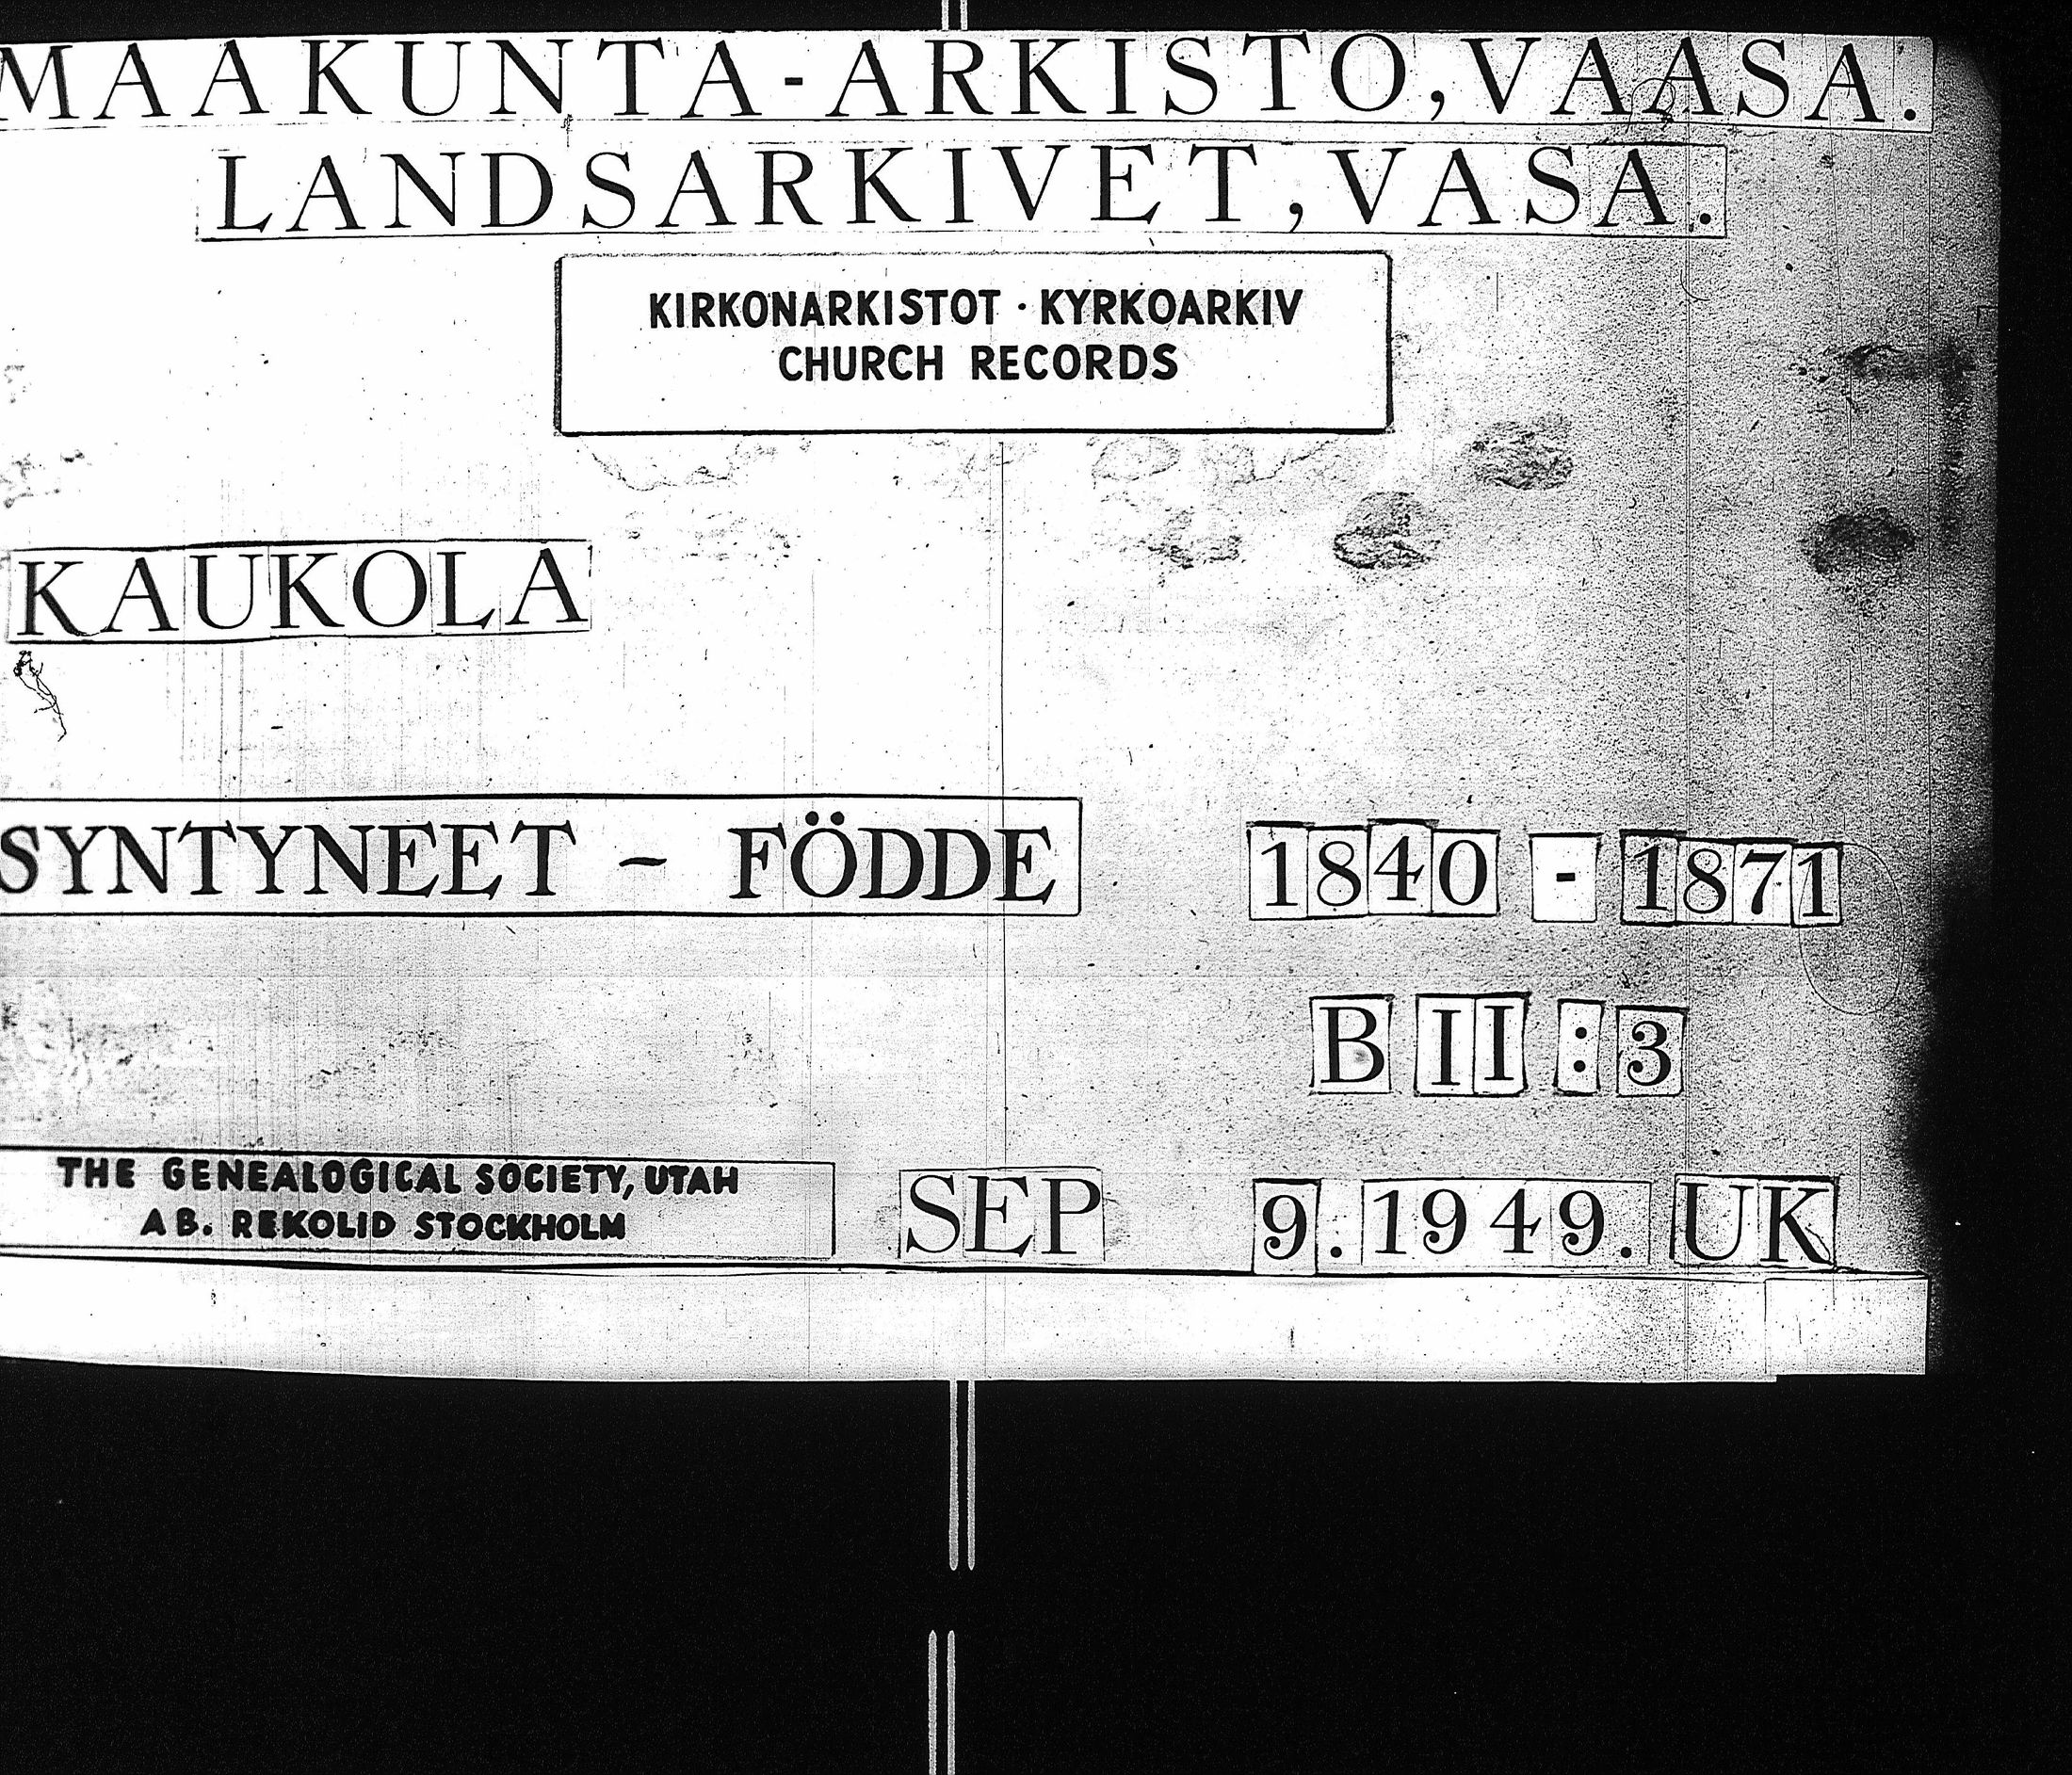 MAAKUNTA-ARKISTO, VAASA.
LANDSARKIVET, VASA.
KIRKONARKISTOT · KYRKOARKIV
CHURCH RECORDS
KAUKOLA
SYNTYNEET - FÖDDE 1840 - 1871
B II : 3
THE GENEALOGICAL SOCIETY, UTAH
AB. REKOLID STOCKHOLM
SEP 9. 1949. UK